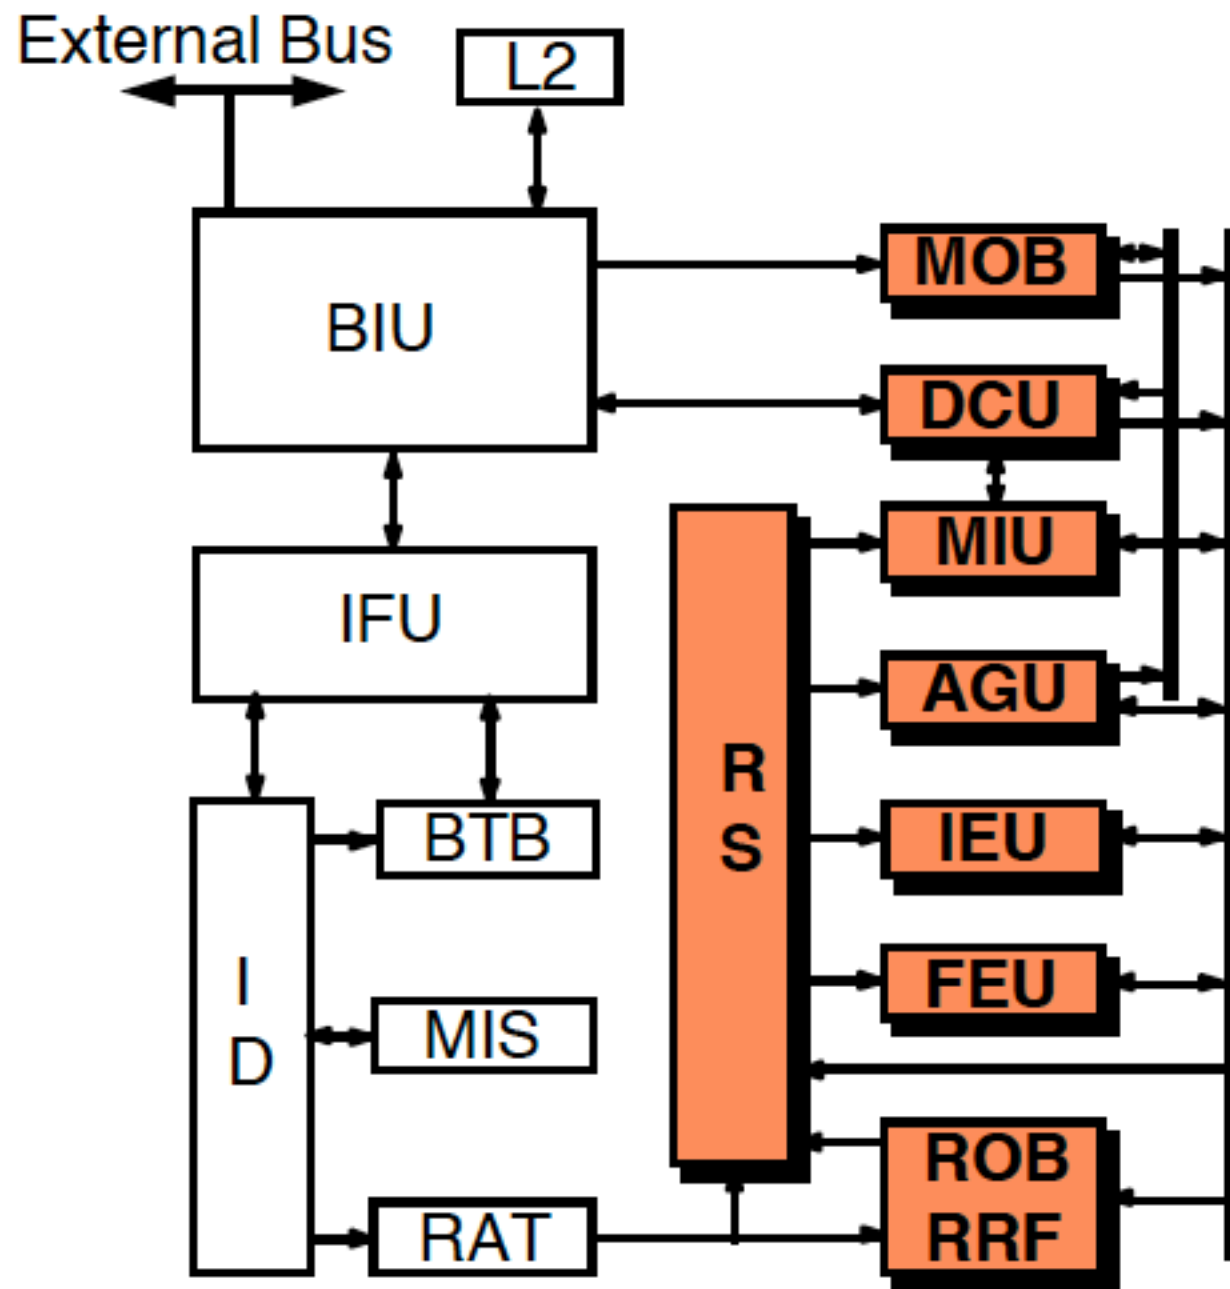 External Bus
L2
BIU
MOB
DCU
MIU
IFU
AGU
R
S
BTB
IEU
I
D
FEU
MIS
ROB
RRF
RAT